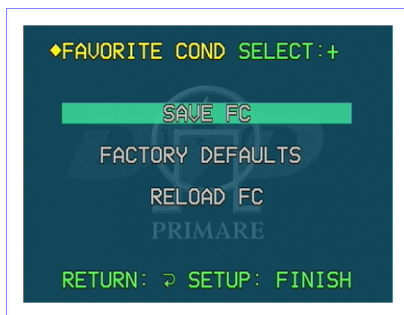 ◆FAVORITE COND SELECT:+
SAVE FC
FACTORY DEFAULTS
RELOAD FC
PRIMARE
RETURN: ⊋ SETUP: FINISH